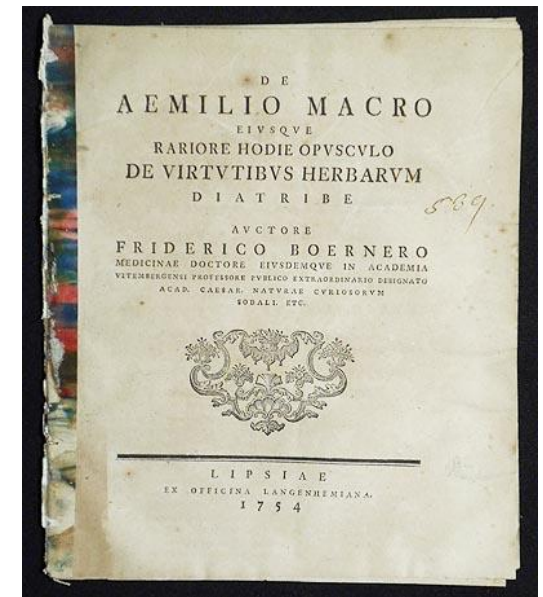 DE
AEMILIO MACRO
EIVSQVE
RARIORE HODIE OPVSCVLO
DE VIRTVTIBVS HERBARVM
DIATRIBE
AVCTORE
FRIDERICO BOERNERO
MEDICINAE DOCTORE EIVSDEMQVE IN ACADEMIA
VITEMBERGENSI PROFESSORE PVBLICO EXTRAORDINARIO DESIGNATO
ACAD. CAESAR. NATVRAE CVRIOSORVM
SODALI. ETC.
569.
LIPSIAE
EX OFFICINA LANGENHEMIANA.
1754